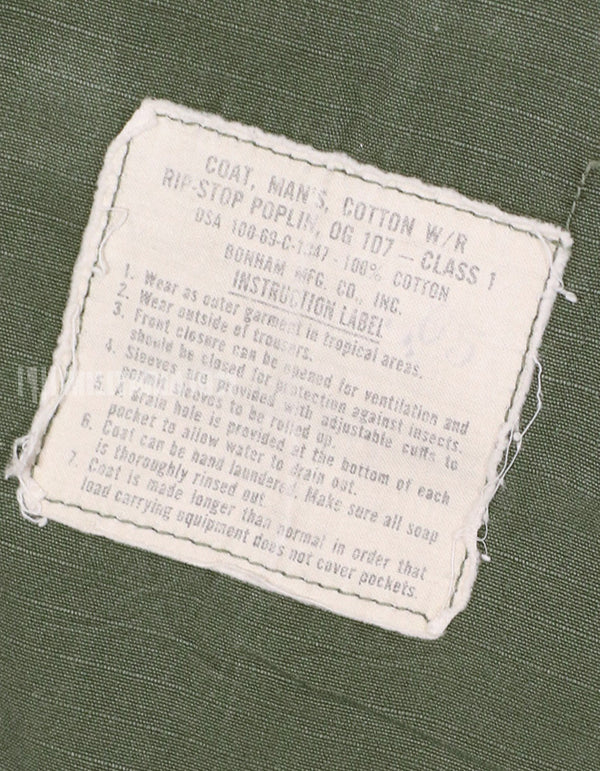 COAT, MAN'S, COTTON W/R
RIP-STOP POPLIN, OG 107 — CLASS 1
DSA 100-69-C-1347 - 100% COTTON
BONHAM MFG. CO., INC.
INSTRUCTION LABEL
1. Wear as outer garment in tropical areas.
2. Wear outside of trousers.
3. Front closure can be opened for ventilation and
should be closed for protection against insects.
4. Sleeves are provided with adjustable cuffs to
permit sleeves to be rolled up.
5. drain hole is provided at the bottom of each
pocket to allow water to drain out.
6. Coat can be hand laundered. Make sure all soap
is thoroughly rinsed out.
7. Coat is made longer than normal in order that
load carrying equipment does not cover pockets.